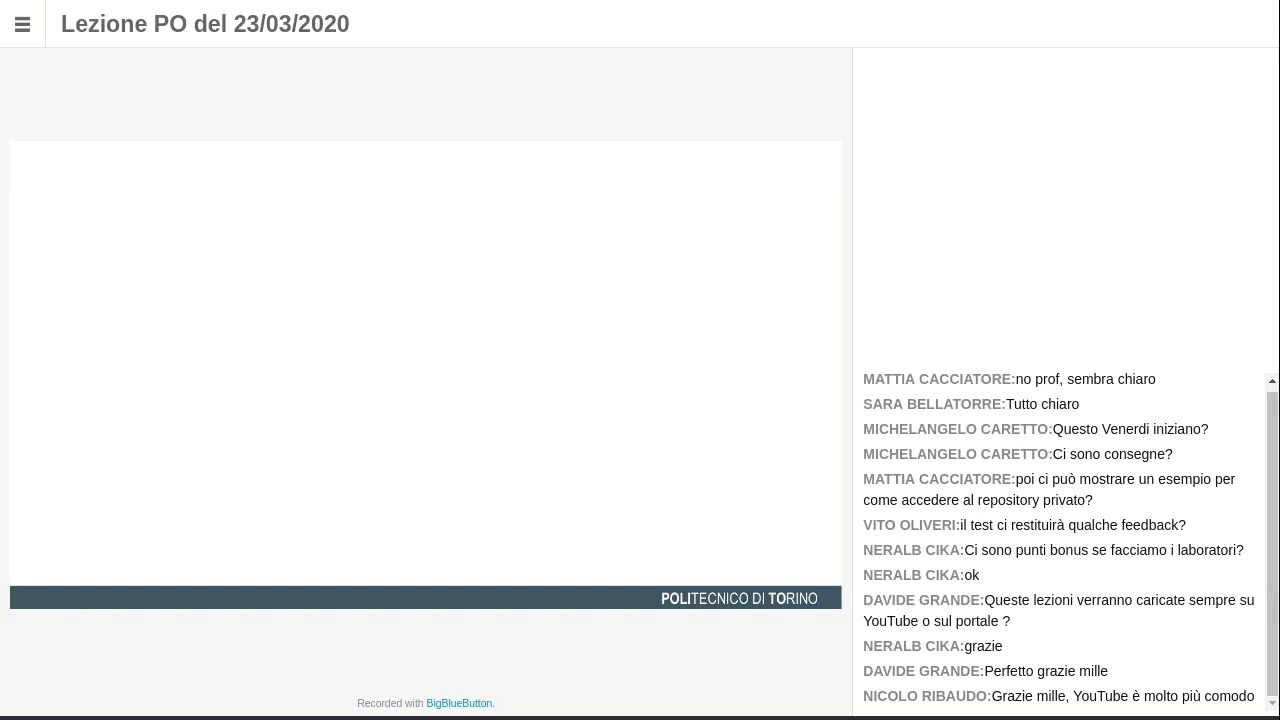 Lezione PO del 23/03/2020
POLITECNICO DI TORINO
Recorded with BigBlueButton.
MATTIA CACCIATORE:no prof, sembra chiaro
SARA BELLATORRE:Tutto chiaro
MICHELANGELO CARETTO:Questo Venerdi iniziano?
MICHELANGELO CARETTO:Ci sono consegne?
MATTIA CACCIATORE:poi ci può mostrare un esempio per
come accedere al repository privato?
VITO OLIVERI:il test ci restituirà qualche feedback?
NERALB CIKA:Ci sono punti bonus se facciamo i laboratori?
NERALB CIKA:ok
DAVIDE GRANDE:Queste lezioni verranno caricate sempre su
YouTube o sul portale ?
NERALB CIKA:grazie
DAVIDE GRANDE:Perfetto grazie mille
NICOLO RIBAUDO:Grazie mille, YouTube è molto più comodo